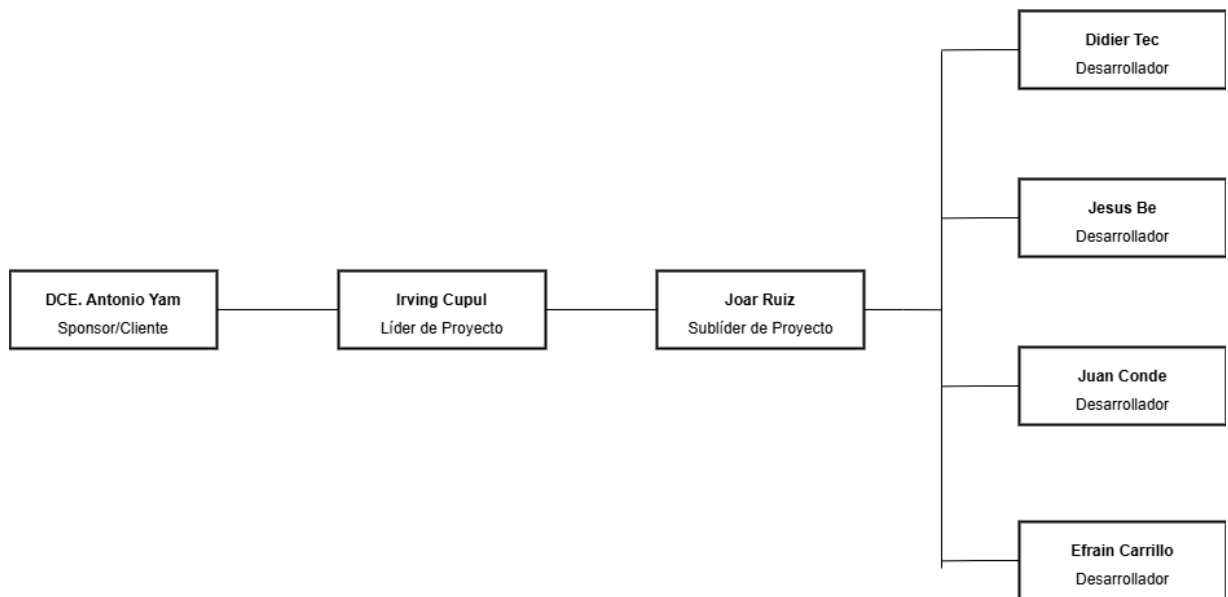 DCE. Antonio Yam
Sponsor/Cliente
Irving Cupul
Líder de Proyecto
Joar Ruiz
Sublíder de Proyecto
Didier Tec
Desarrollador
Jesus Be
Desarrollador
Juan Conde
Desarrollador
Efrain Carrillo
Desarrollador